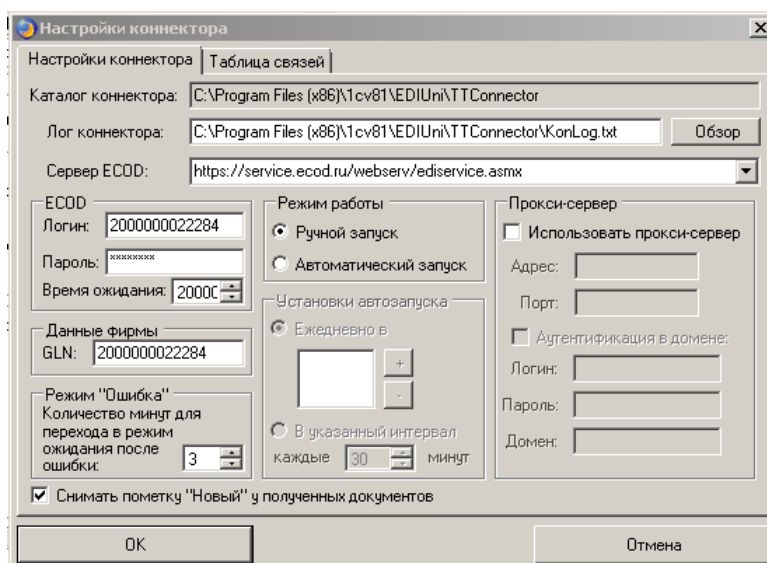 Настройки коннектора
Настройки коннектора Таблица связей
Каталог коннектора: C:\Program Files (x86)\1cv81\EDIUni\TTConnector
Лог коннектора: C:\Program Files (x86)\1cv81\EDIUni\TTConnector\KonLog.txt Обзор
Сервер ECOD: https://service.ecod.ru/webserv/ediservice.asmx
ECOD
Логин: 2000000022284
Пароль: ********
Время ожидания: 2000
Данные фирмы
GLN: 2000000022284
Режим "Ошибка"
Количество минут для
перехода в режим
ожидания после
ошибки: 3
Режим работы
Ручной запуск
Автоматический запуск
Установки автозапуска
Ежедневно в
+
-
В указанный интервал
каждые 30 минут
Прокси-сервер
Использовать прокси-сервер
Адрес:
Порт:
Аутентификация в домене:
Логин:
Пароль:
Домен:
Снимать пометку "Новый" у полученных документов
OK Отмена